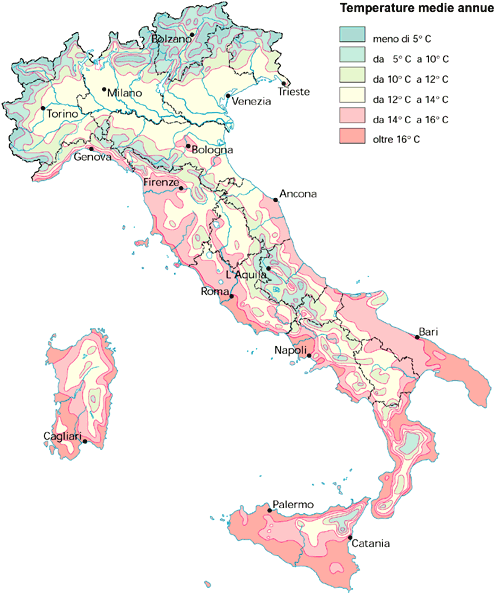 Temperature medie annue
meno di 5° C
da 5° C a 10° C
da 10° C a 12° C
da 12° C a 14° C
da 14° C a 16° C
oltre 16° C
Bolzano
Milano
Trieste
Venezia
Torino
Bologna
Genova
Firenze
Ancona
L'Aquila
Roma
Bari
Napoli
Cagliari
Palermo
Catania